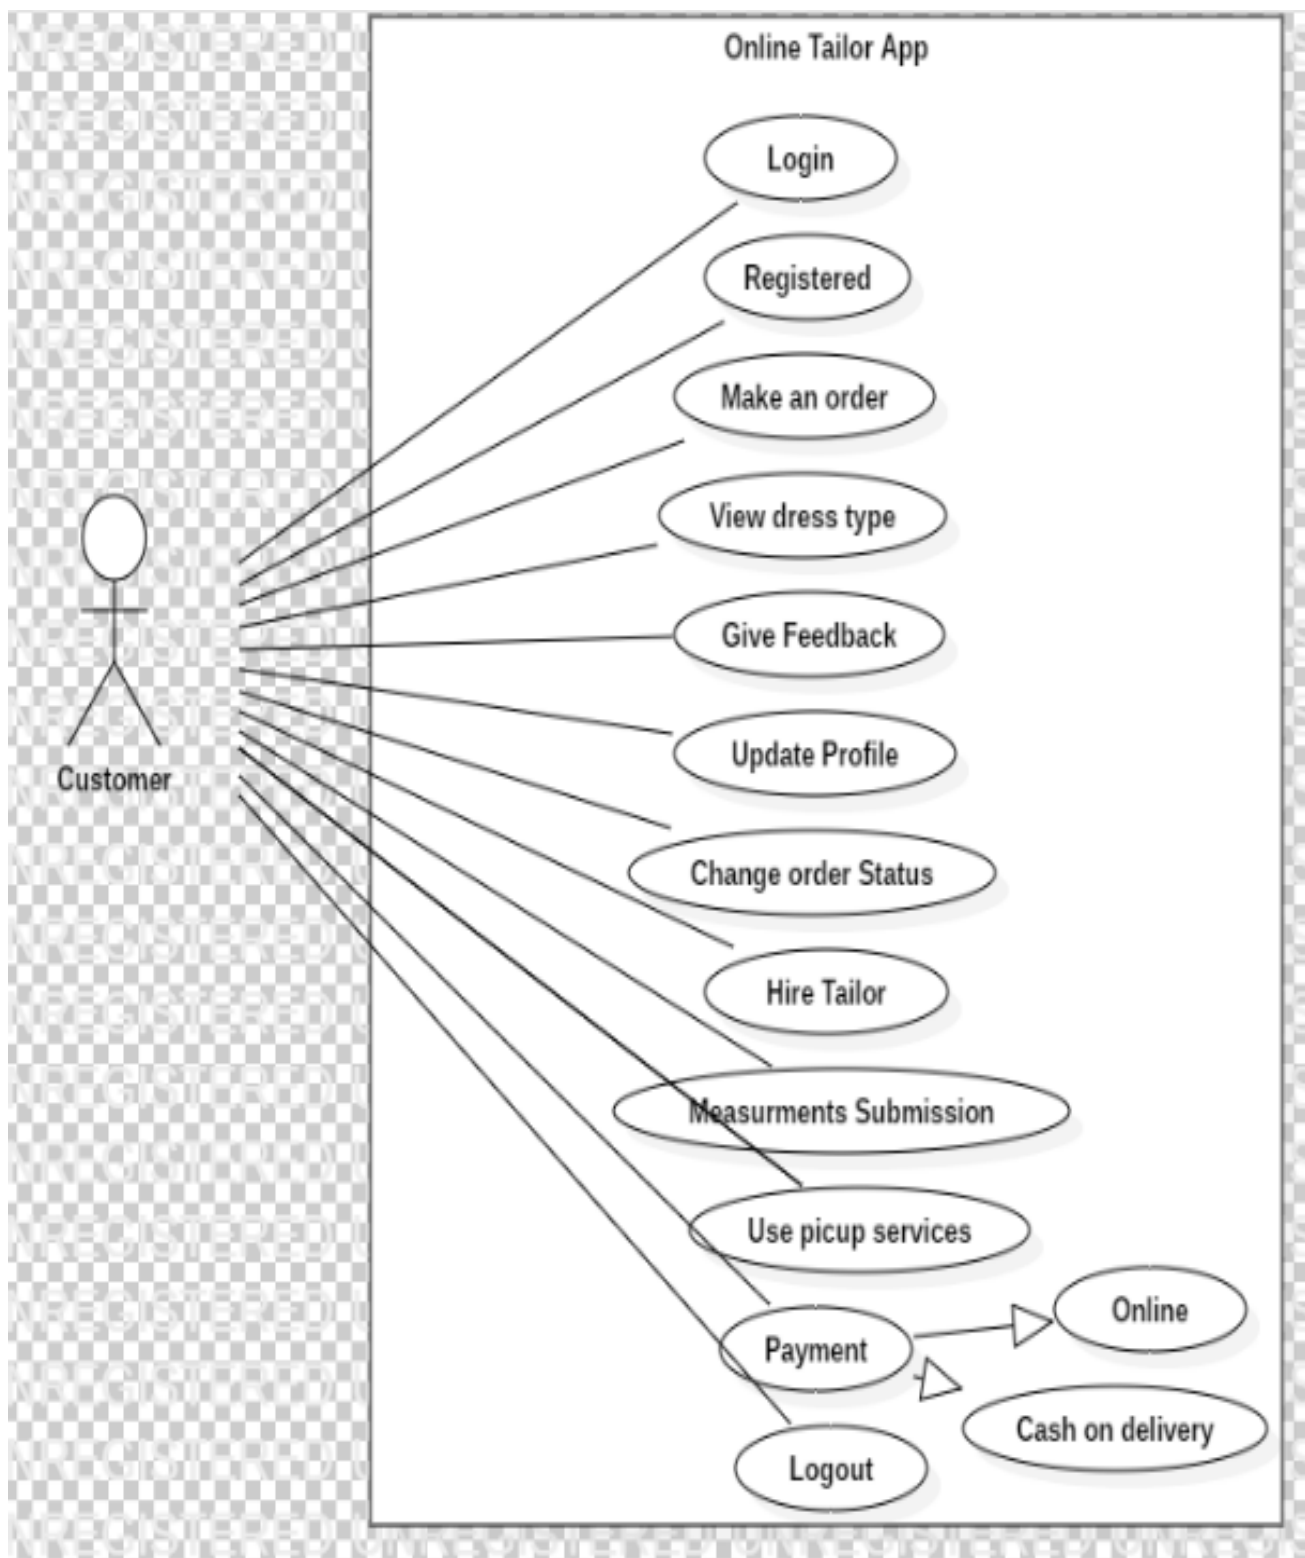 Online Tailor App
Login
Registered
Make an order
View dress type
Give Feedback
Update Profile
Customer
Change order Status
Hire Tailor
Measurments Submission
Use picup services
Online
Payment
Cash on delivery
Logout